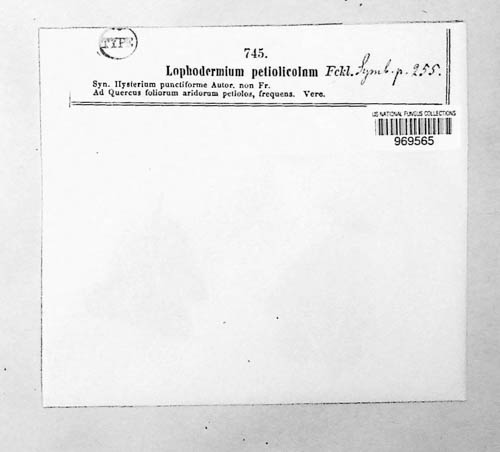 TYPE
745.
Lophodermium petiolicolum Fckl. Symb. p. 255.
Syn. Hysterium punctiforme Autor. non Fr.
Ad Quercus foliorum aridorum petiolos, frequens. Vere.
US NATIONAL FUNGUS COLLECTIONS
969565